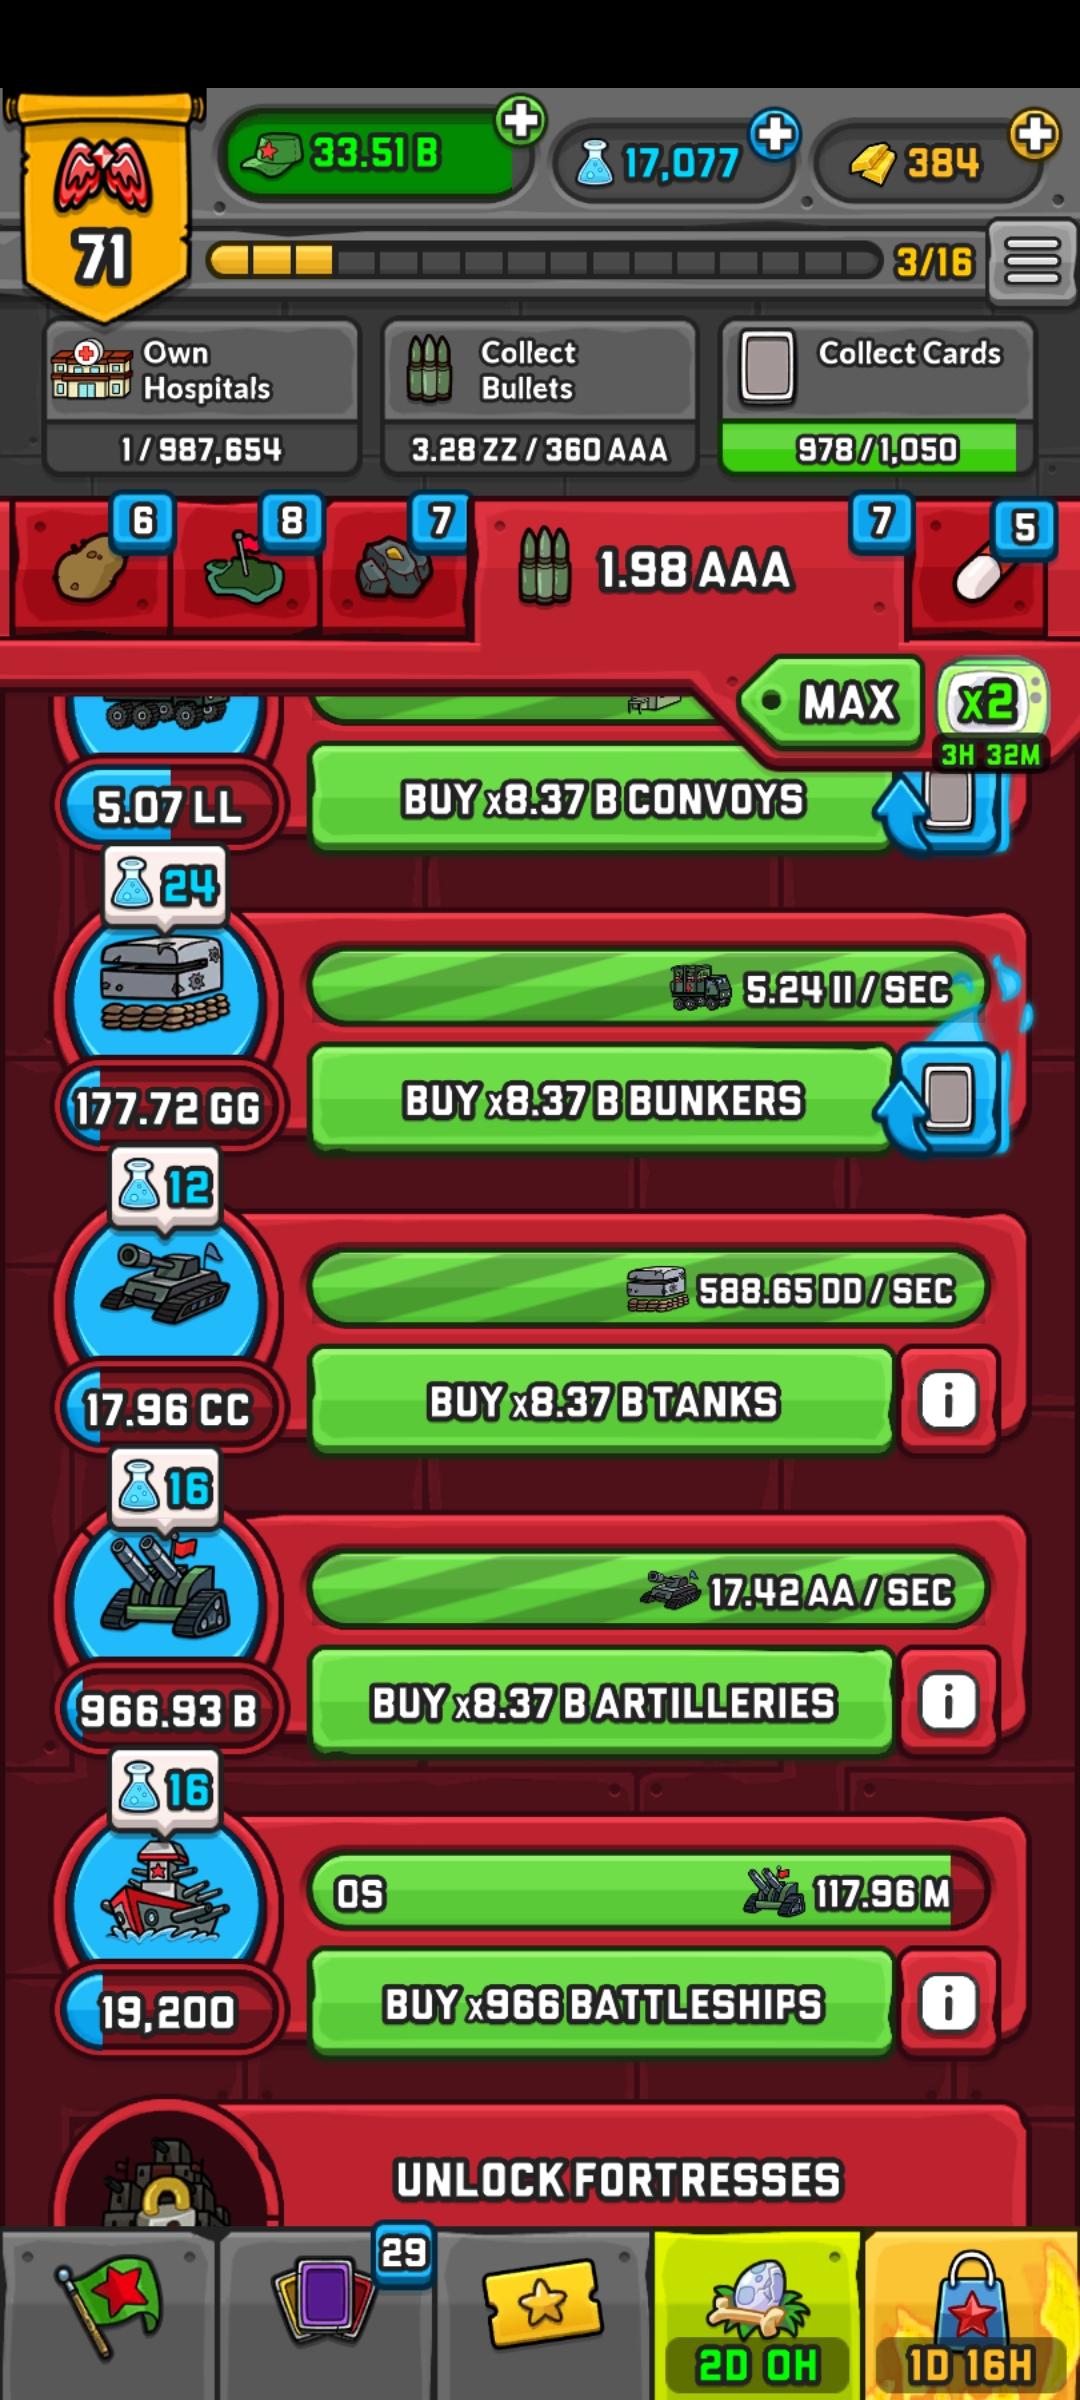 33.51 B
17,077
384
71
3/16
Own
Hospitals
1 / 987,654
Collect
Bullets
3.28 ZZ / 360 AAA
Collect Cards
978 / 1,050
6
8
7
1.98 AAA
7
5
MAX
x2
3H 32M
5.07 LL
BUY x8.37 B CONVOYS
24
5.24 II / SEC
177.72 GG
BUY x8.37 B BUNKERS
12
588.65 DD / SEC
17.96 CC
BUY x8.37 B TANKS
i
16
17.42 AA / SEC
966.93 B
BUY x8.37 B ARTILLERIES
i
16
0S
117.96 M
19,200
BUY x966 BATTLESHIPS
i
UNLOCK FORTRESSES
29
2D 0H
1D 16H